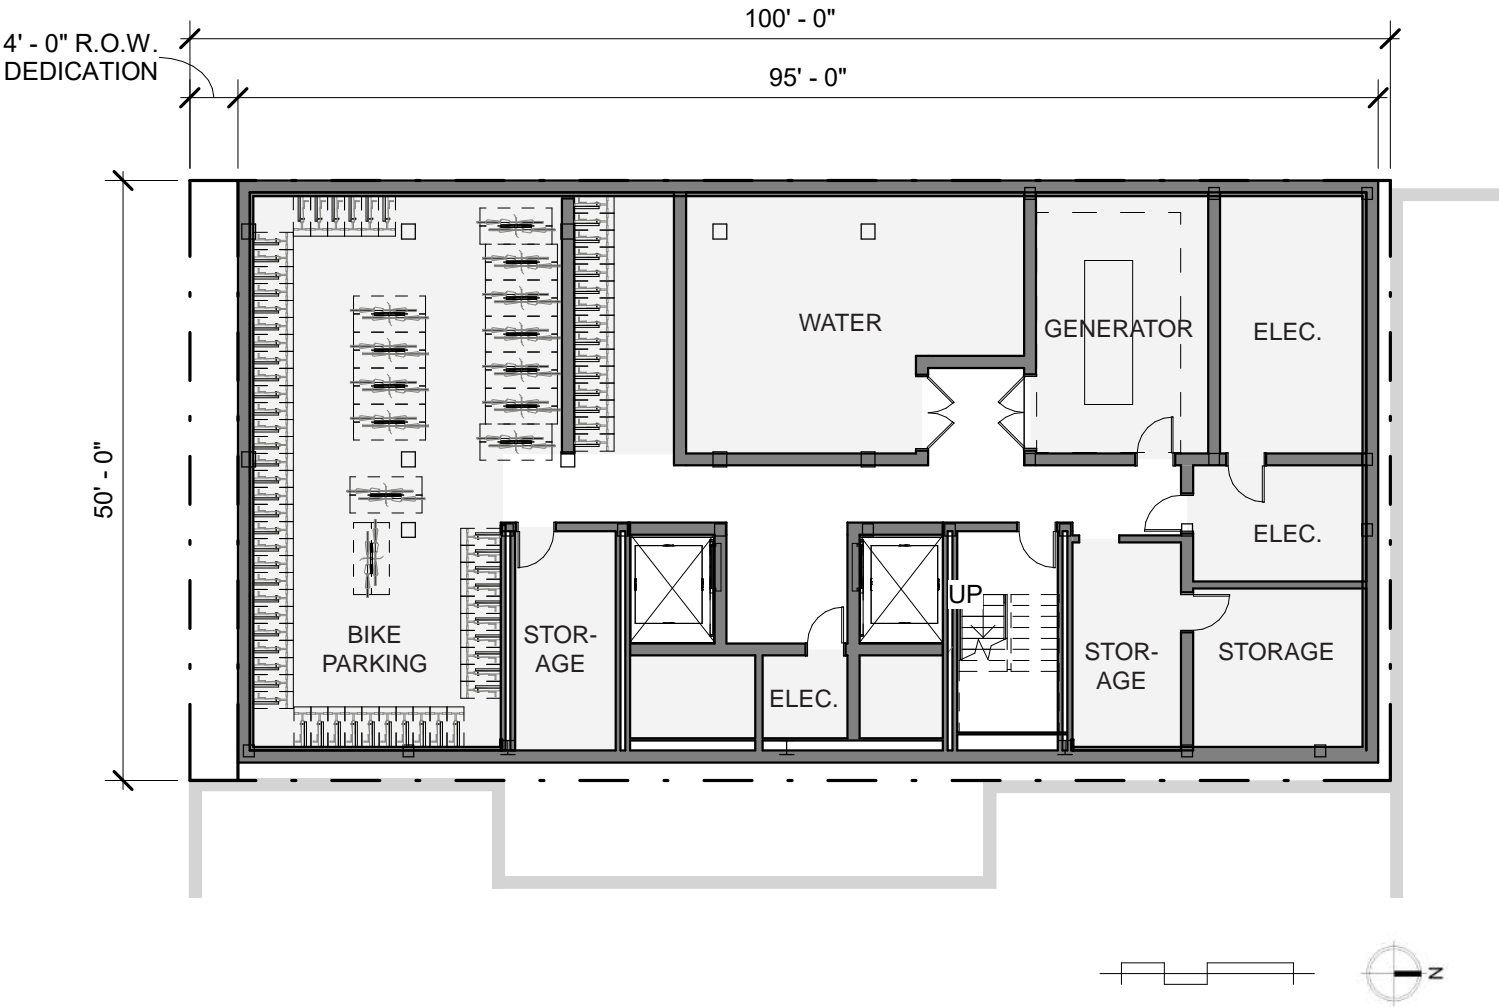 100' - 0"
4' - 0" R.O.W.
DEDICATION
95' - 0"
50' - 0"
WATER
GENERATOR
ELEC.
ELEC.
UP
BIKE
PARKING
STOR-
AGE
STOR-
AGE
STORAGE
ELEC.
N